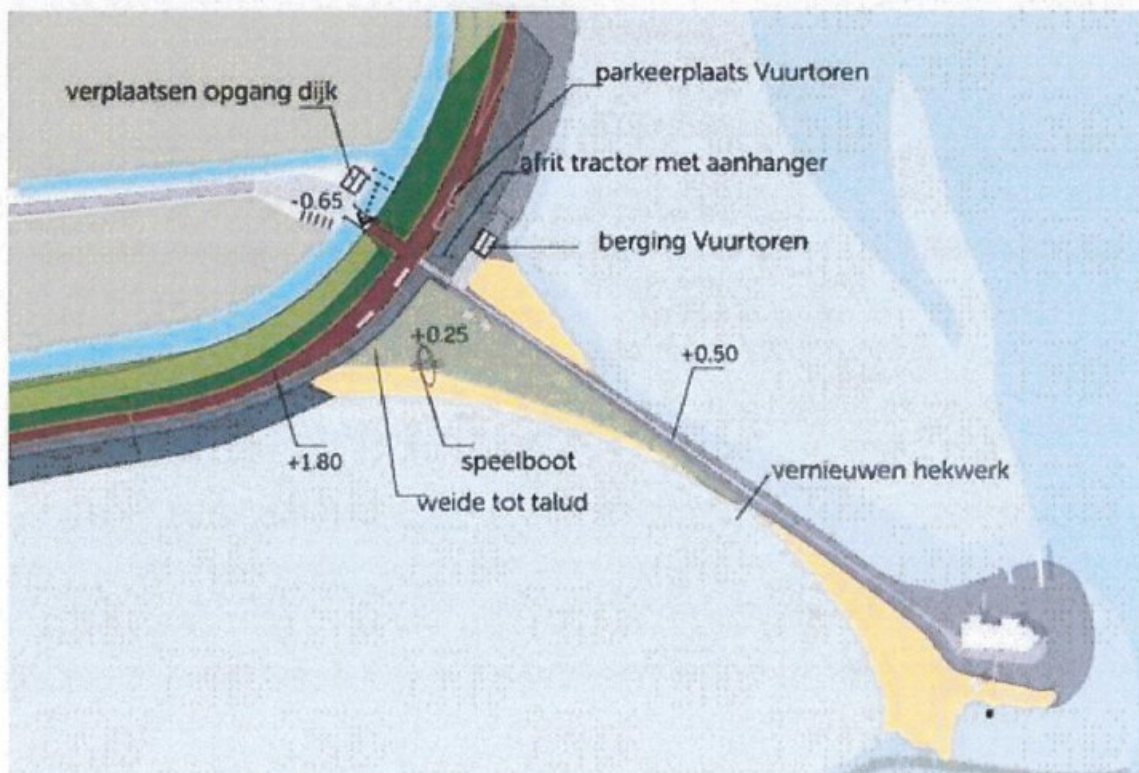 parkeerplaats Vuurtoren
verplaatsen opgang dijk
afrit tractor met aanhanger
-0.65
berging Vuurtoren
+0.25
+0.50
+1.80
speelboot
vernieuwen hekwerk
weide tot talud